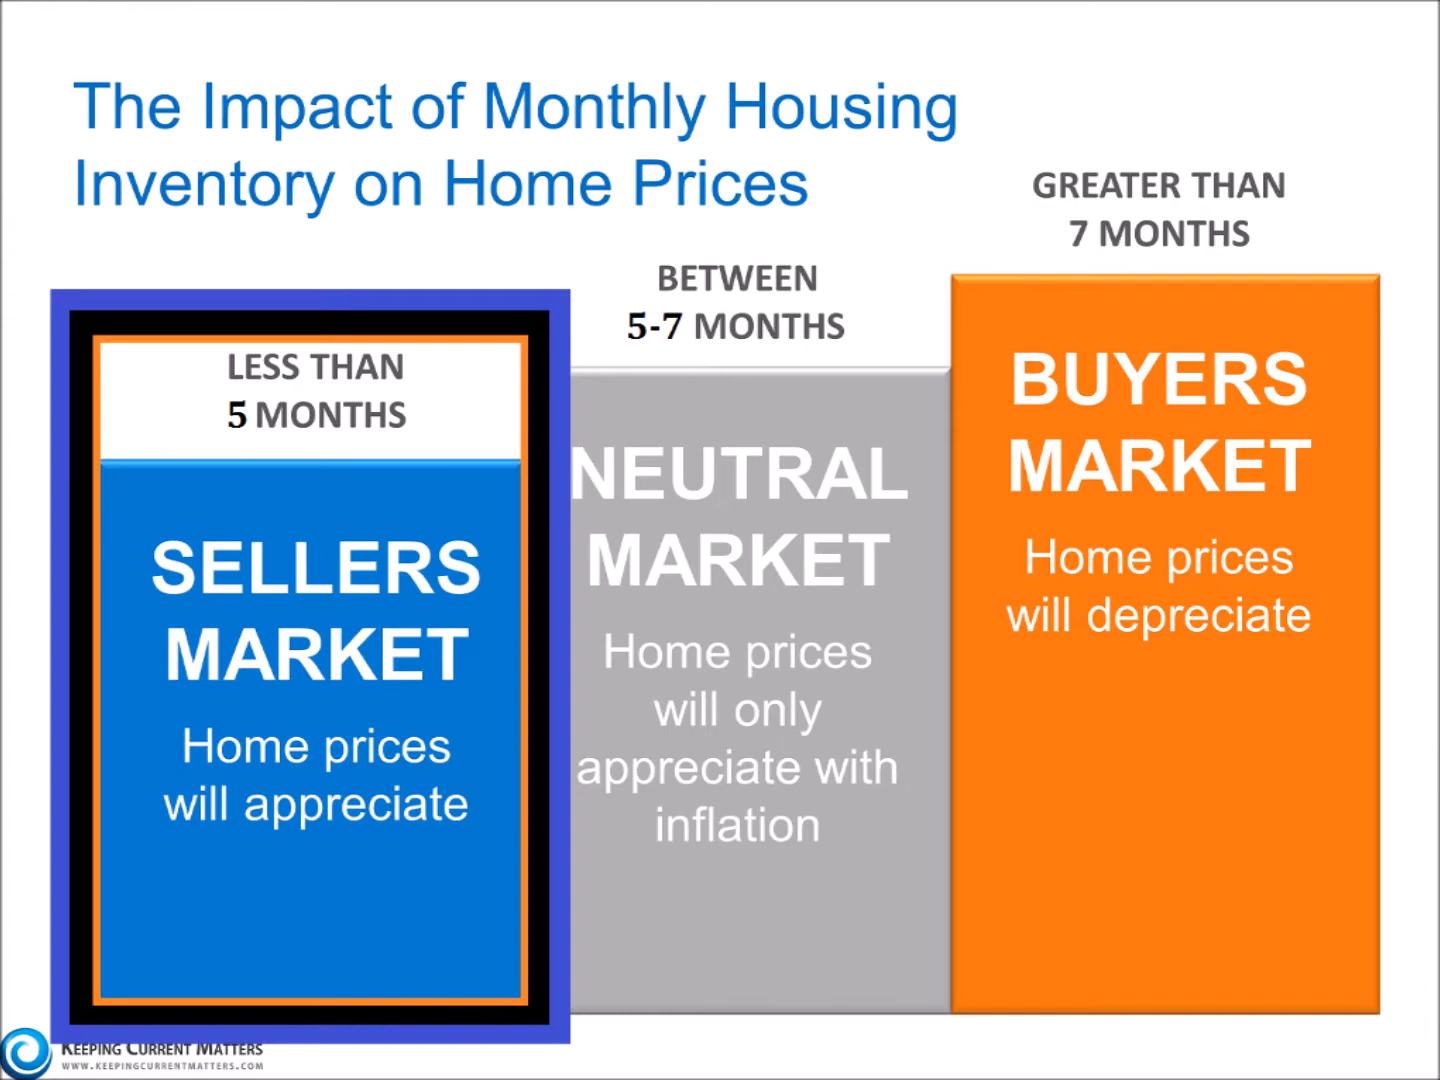 The Impact of Monthly Housing
Inventory on Home Prices
LESS THAN
5 MONTHS
SELLERS
MARKET
Home prices
will appreciate
BETWEEN
5-7 MONTHS
NEUTRAL
MARKET
Home prices
will only
appreciate with
inflation
GREATER THAN
7 MONTHS
BUYERS
MARKET
Home prices
will depreciate
KEEPING CURRENT MATTERS
WWW.KEEPINGCURRENTMATTERS.COM